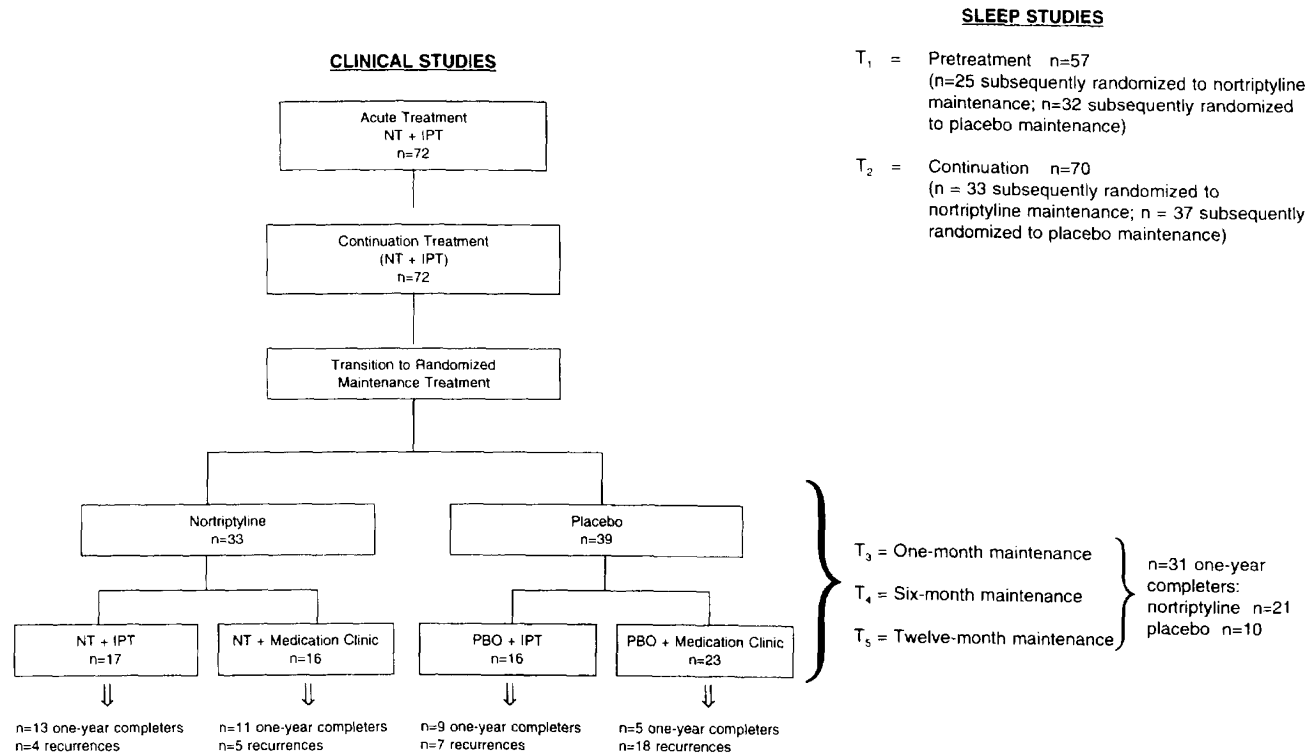 CLINICAL STUDIES
Acute Treatment
NT + IPT
n=72
Continuation Treatment
(NT + IPT)
n=72
Transition to Randomized
Maintenance Treatment
Nortriptyline
n=33
Placebo
n=39
NT + IPT
n=17
NT + Medication Clinic
n=16
PBO + IPT
n=16
PBO + Medication Clinic
n=23
n=13 one-year completers
n=4 recurrences
n=11 one-year completers
n=5 recurrences
n=9 one-year completers
n=7 recurrences
n=5 one-year completers
n=18 recurrences
SLEEP STUDIES
T₁ = Pretreatment n=57
(n=25 subsequently randomized to nortriptyline
maintenance; n=32 subsequently randomized
to placebo maintenance)
T₂ = Continuation n=70
(n = 33 subsequently randomized to
nortriptyline maintenance; n = 37 subsequently
randomized to placebo maintenance)
T₃ = One-month maintenance
T₄ = Six-month maintenance
T₅ = Twelve-month maintenance
n=31 one-year
completers:
nortriptyline n=21
placebo n=10